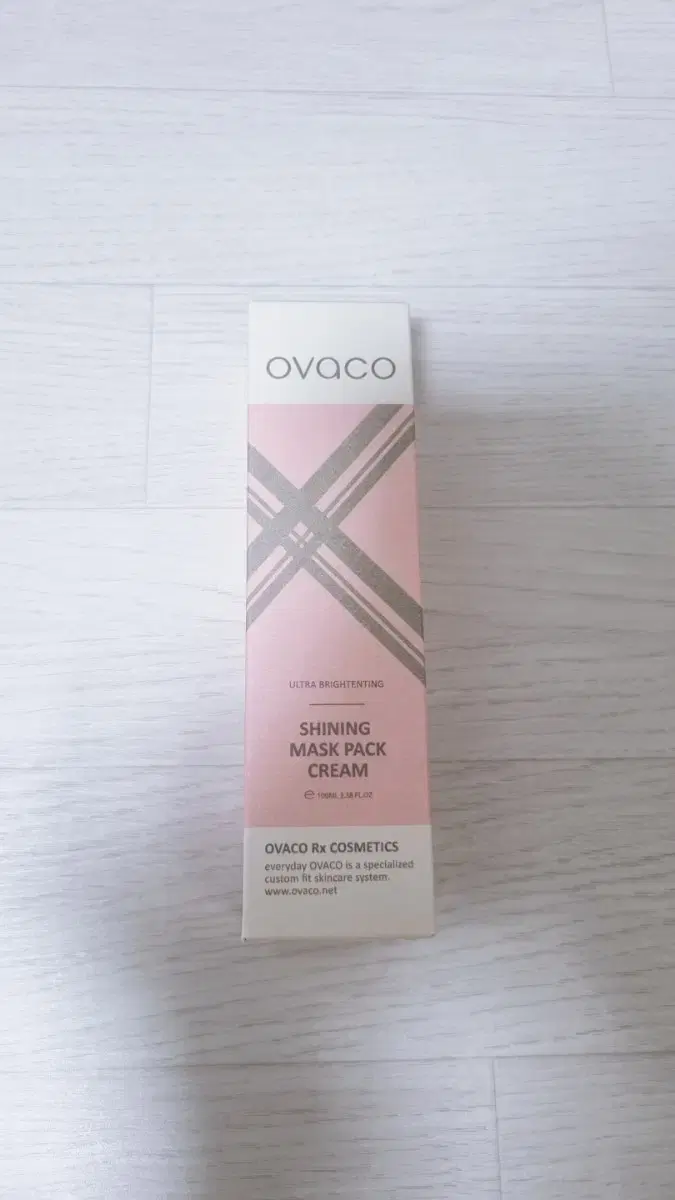 ovaco
ULTRA BRIGHTENTING
SHINING
MASK PACK
CREAM
e 100ML 3.38 FL.OZ
OVACO Rx COSMETICS
everyday OVACO is a specialized
custom fit skincare system.
www.ovaco.net